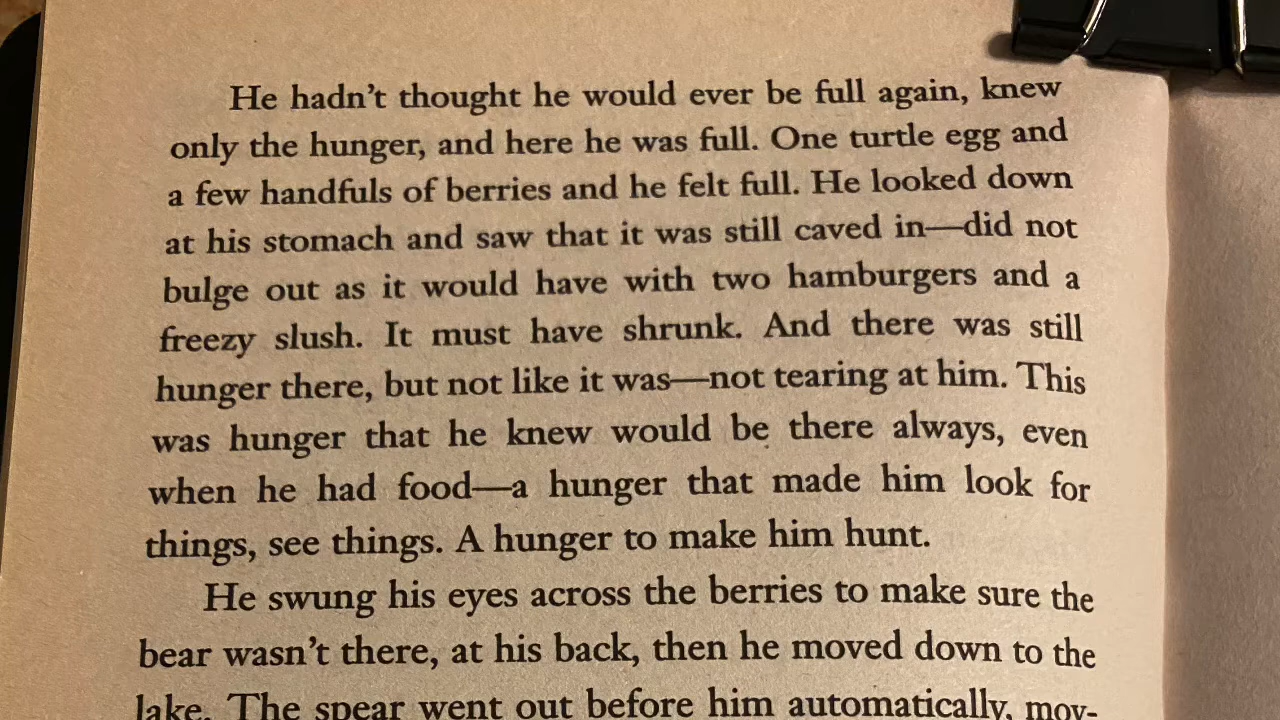 He hadn't thought he would ever be full again, knew
only the hunger, and here he was full. One turtle egg and
a few handfuls of berries and he felt full. He looked down
at his stomach and saw that it was still caved in—did not
bulge out as it would have with two hamburgers and a
freezy slush. It must have shrunk. And there was still
hunger there, but not like it was—not tearing at him. This
was hunger that he knew would be there always, even
when he had food—a hunger that made him look for
things, see things. A hunger to make him hunt.
He swung his eyes across the berries to make sure the
bear wasn't there, at his back, then he moved down to the
lake. The spear went out before him automatically, mov-